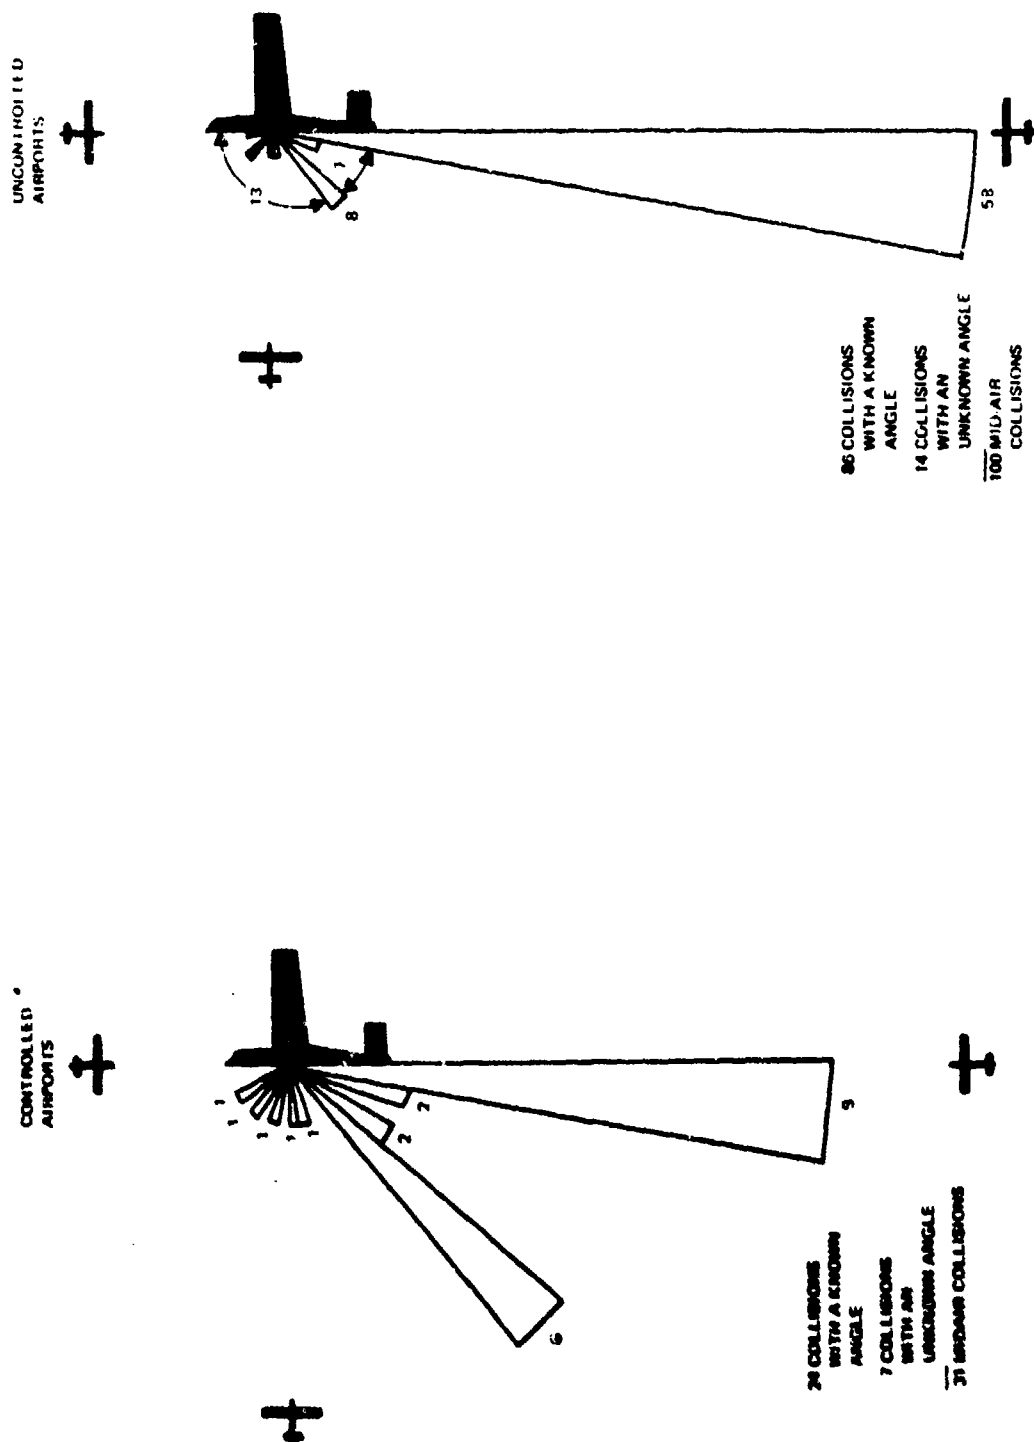 UNCONTROLLED
AIRPORTS
13
7
8
58
86 COLLISIONS
WITH A KNOWN
ANGLE
14 COLLISIONS
WITH AN
UNKNOWN ANGLE
100 MID-AIR
COLLISIONS
CONTROLLED *
AIRPORTS
1
1
1
1
1
2
2
6
9
24 COLLISIONS
WITH A KNOWN
ANGLE
7 COLLISIONS
WITH AN
UNKNOWN ANGLE
31 MIDAIR COLLISIONS